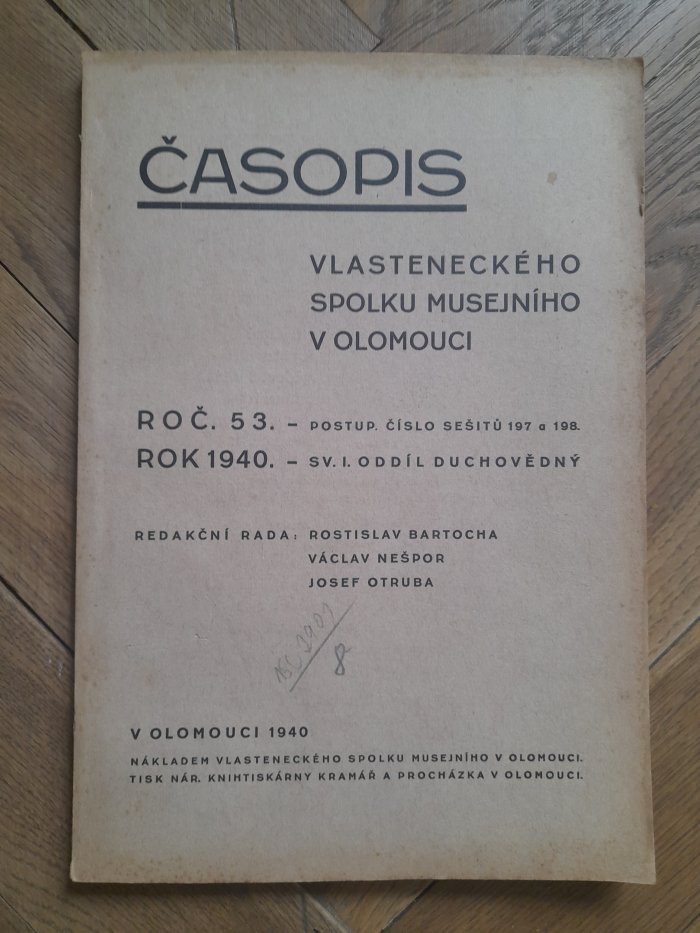 ČASOPIS
VLASTENECKÉHO
SPOLKU MUSEJNÍHO
V OLOMOUCI
ROČ. 53. – POSTUP. ČÍSLO SEŠITŮ 197 a 198.
ROK 1940. – SV. I. ODDÍL DUCHOVĚDNÝ
REDAKČNÍ RADA: ROSTISLAV BARTOCHA
VÁCLAV NEŠPOR
JOSEF OTRUBA
8
V OLOMOUCI 1940
NÁKLADEM VLASTENECKÉHO SPOLKU MUSEJNÍHO V OLOMOUCI.
TISK NÁR. KNIHTISKÁRNY KRAMÁŘ A PROCHÁZKA V OLOMOUCI.